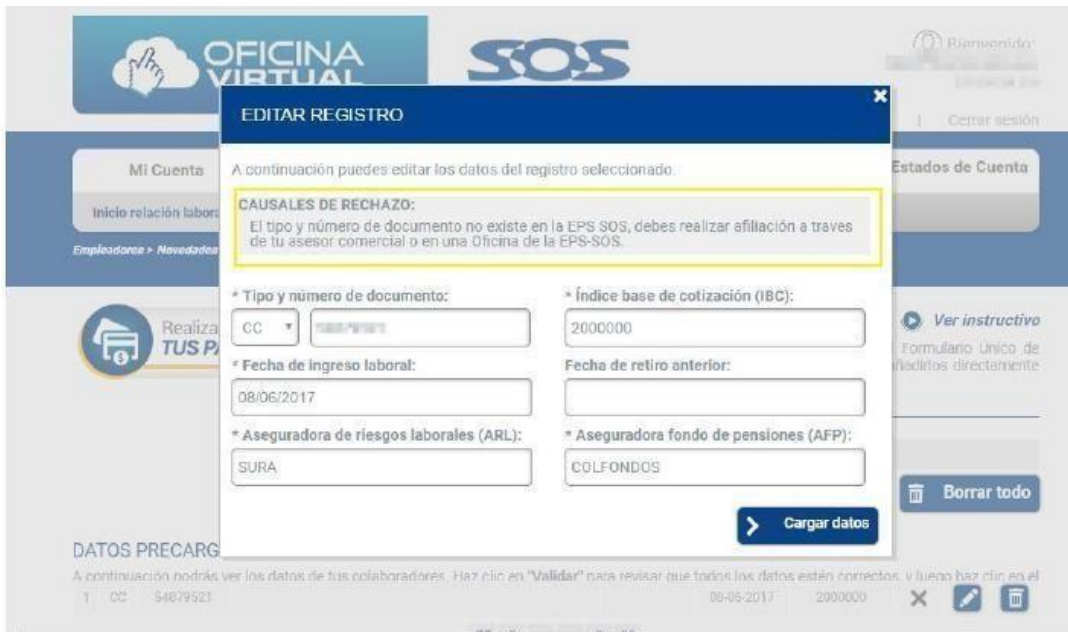 OFICINA
VIRTUAL
SOS
Bienvenido:
| Cerrar sesión
Mi Cuenta
Estados de Cuenta
Inicio relación labora
Empleadores > Novedades
EDITAR REGISTRO
A continuación puedes editar los datos del registro seleccionado.
CAUSALES DE RECHAZO:
El tipo y número de documento no existe en la EPS SOS, debes realizar afiliación a traves
de tu asesor comercial o en una Oficina de la EPS-SOS.
* Tipo y número de documento:
* Índice base de cotización (IBC):
CC
2000000
* Fecha de ingreso laboral:
Fecha de retiro anterior:
08/06/2017
* Aseguradora de riesgos laborales (ARL):
* Aseguradora fondo de pensiones (AFP):
SURA
COLFONDOS
Cargar datos
Realiza
TUS PA
Ver instructivo
Formulario Único de
ñadirlos directamente
Borrar todo
DATOS PRECARG
A continuación podrás ver los datos de tus colaboradores. Haz clic en "Validar" para revisar que todos los datos estén correctos, y luego haz clic en el
1 CC 54879521 08-06-2017 2000000